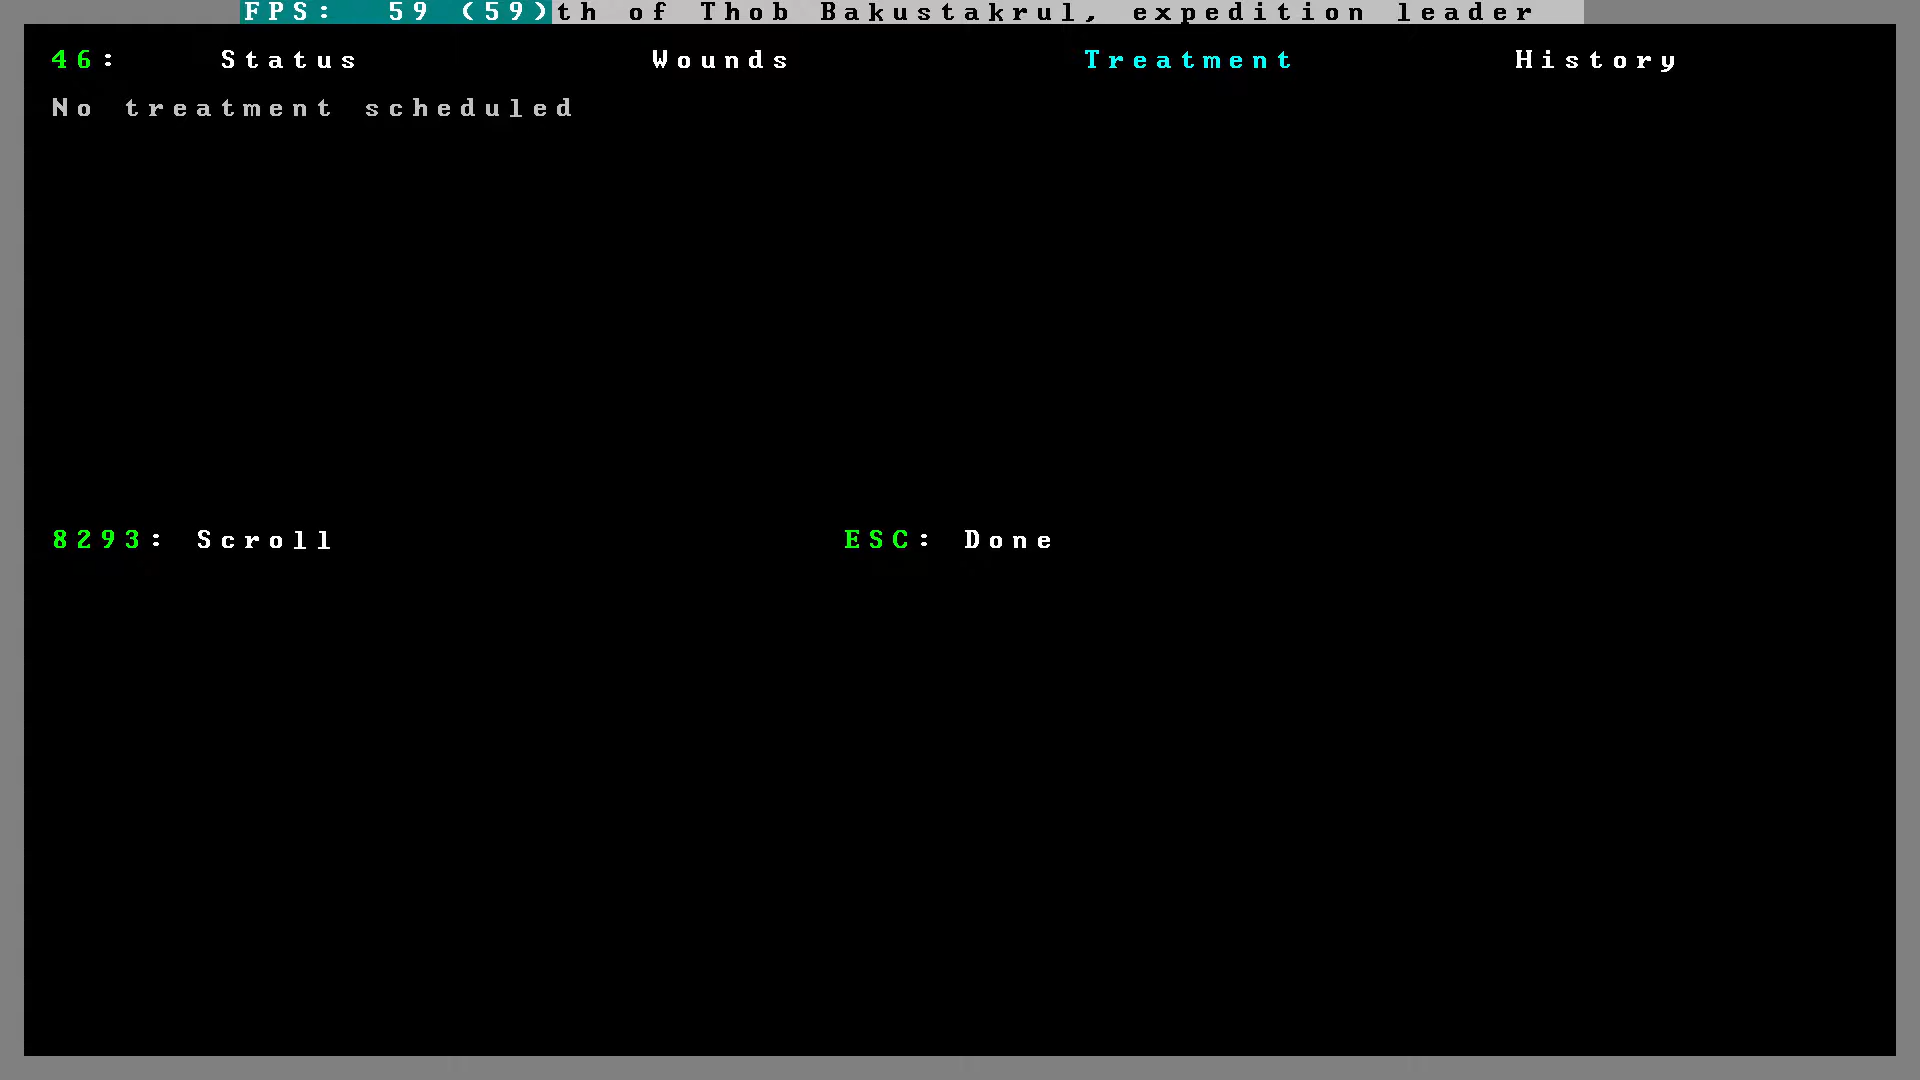 FPS: 59 (59)th of Thob Bakustakrul, expedition leader
46: Status Wounds Treatment History
No treatment scheduled
8293: Scroll ESC: Done